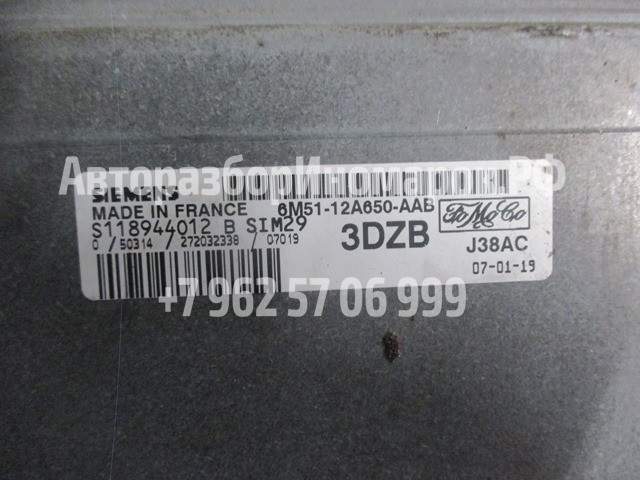 АвторазборИномарок.РФ
SIEMENS
MADE IN FRANCE 6M51-12A650-AAB
S118944012 B SIM29
0 / 50314 / 272032338 / 07019
3DZB
FoMoCo
J38AC
07-01-19
+7 962 57 06 999